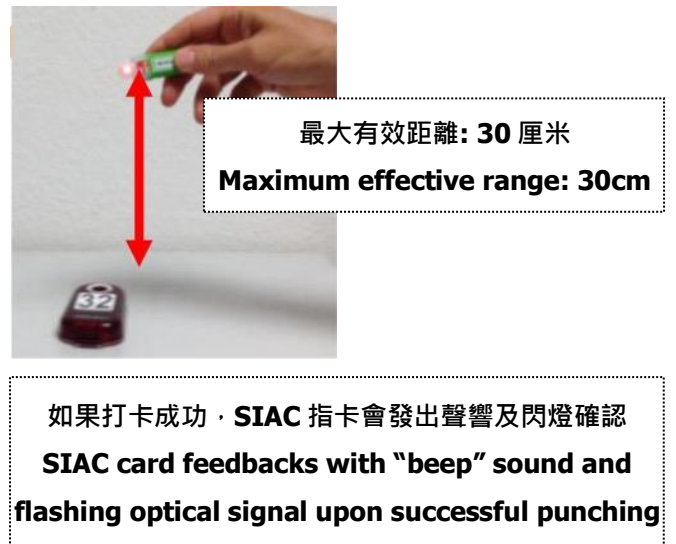 32
最大有效距離: 30 厘米
Maximum effective range: 30cm
如果打卡成功，SIAC 指卡會發出聲響及閃燈確認
SIAC card feedbacks with “beep” sound and
flashing optical signal upon successful punching